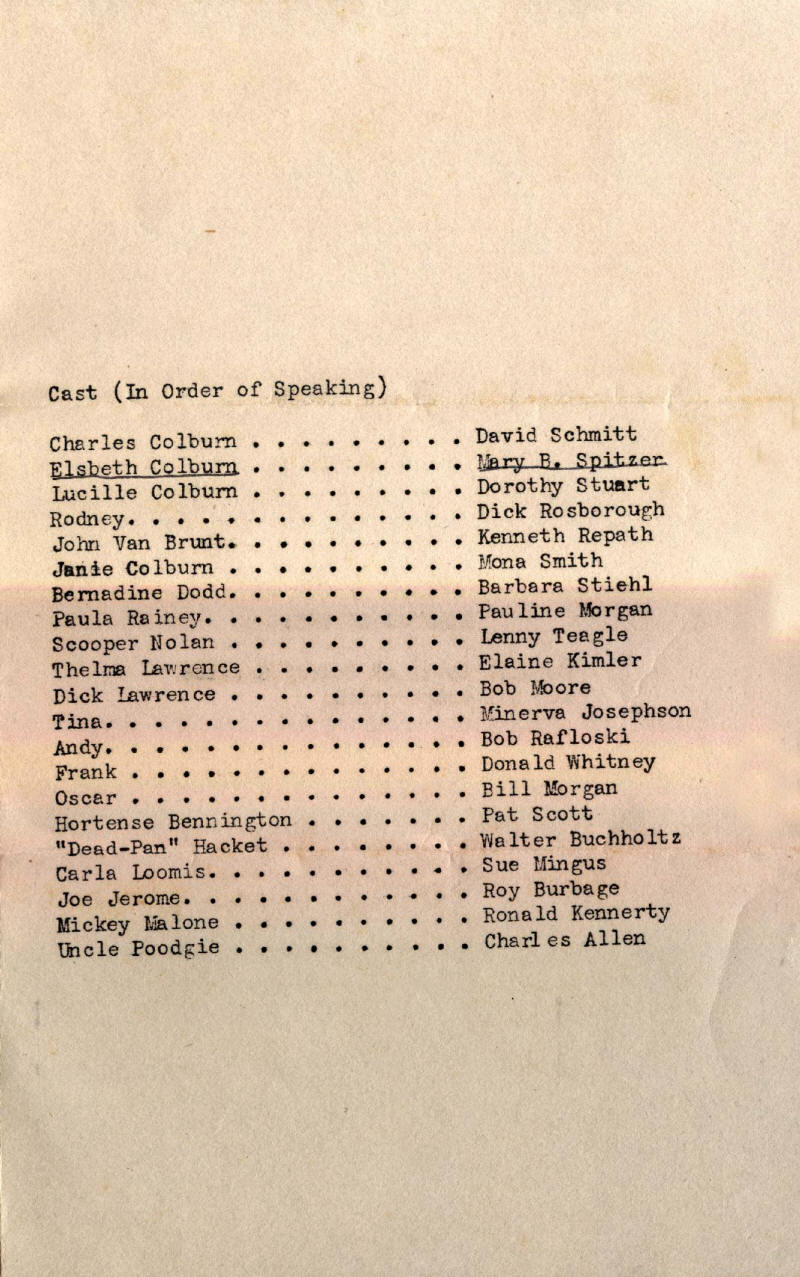 Cast (In Order of Speaking)
Charles Colburn . . . . . . . . . David Schmitt
Elsbeth Colburn . . . . . . . . . Mary B. Spitzer
Lucille Colburn . . . . . . . . . Dorothy Stuart
Rodney. . . . . . . . . . . . . . Dick Rosborough
John Van Brunt. . . . . . . . . . Kenneth Repath
Janie Colburn . . . . . . . . . . Mona Smith
Bernadine Dodd. . . . . . . . . . Barbara Stiehl
Paula Rainey. . . . . . . . . . . Pauline Morgan
Scooper Nolan . . . . . . . . . . Lenny Teagle
Thelma Lawrence . . . . . . . . . Elaine Kimler
Dick Lawrence . . . . . . . . . . Bob Moore
Tina. . . . . . . . . . . . . . . Minerva Josephson
Andy. . . . . . . . . . . . . . . Bob Rafloski
Frank . . . . . . . . . . . . . . Donald Whitney
Oscar . . . . . . . . . . . . . . Bill Morgan
Hortense Bennington . . . . . . . Pat Scott
"Dead-Pan" Hacket . . . . . . . . Walter Buchholtz
Carla Loomis. . . . . . . . . . . Sue Mingus
Joe Jerome. . . . . . . . . . . . Roy Burbage
Mickey Malone . . . . . . . . . . Ronald Kennerty
Uncle Poodgie . . . . . . . . . . Charles Allen